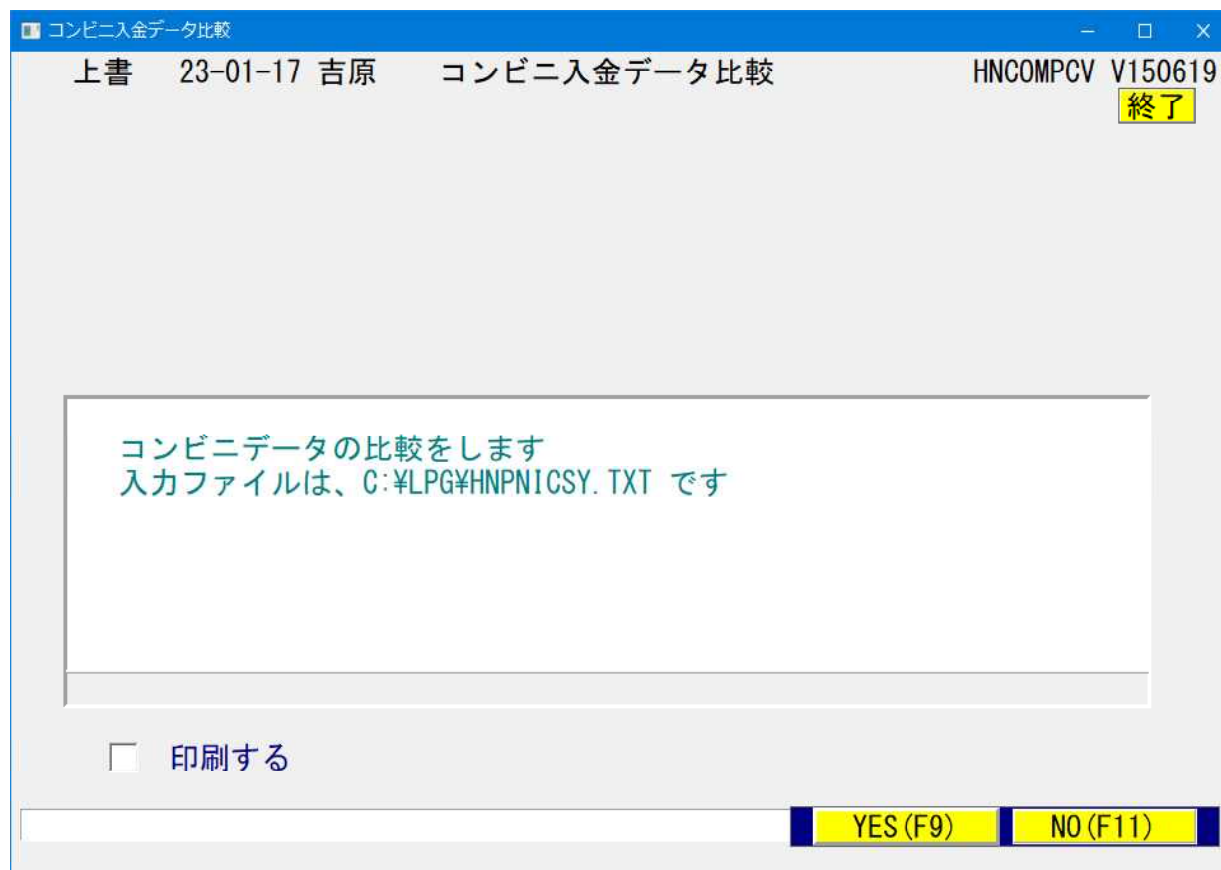 コンビニ入金データ比較
上書 23-01-17 吉原 コンビニ入金データ比較 HNCOMPCV V150619
終了
コンビニデータの比較をします
入力ファイルは、C:¥LPG¥HNPNICSY.TXT です
印刷する
YES(F9) NO(F11)